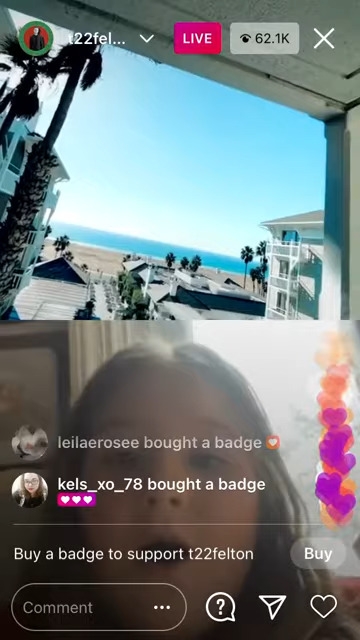 t22fel...
LIVE
62.1K
leilaerosee bought a badge
kels_xo_78 bought a badge
Buy a badge to support t22felton
Buy
Comment